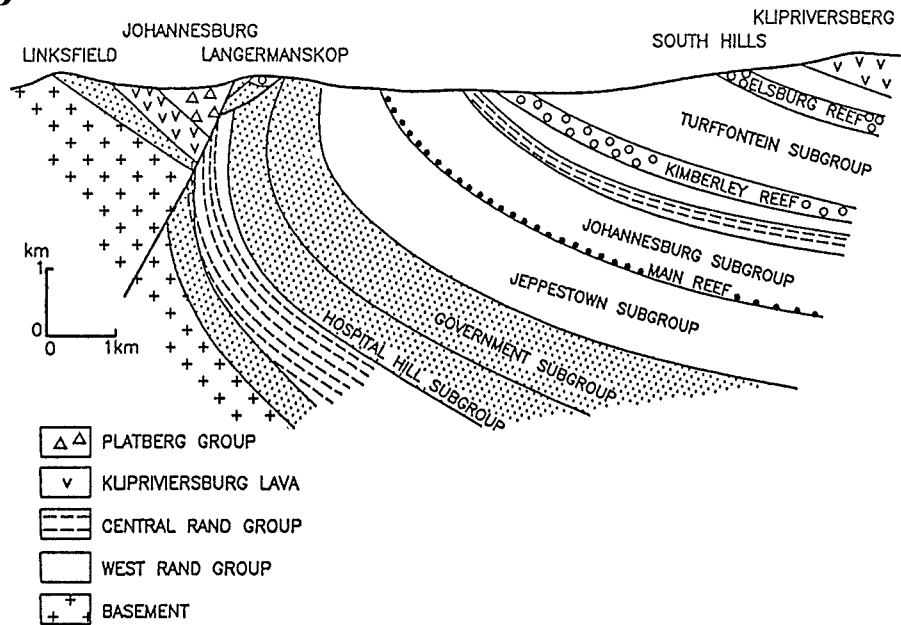 KLIPRIVERSBERG
JOHANNESBURG
SOUTH HILLS
LINKSFIELD
LANGERMANSKOP
ELSBURG REEF
TURFFONTEIN SUBGROUP
KIMBERLEY REEF
JOHANNESBURG SUBGROUP
MAIN REEF
JEPPESTOWN SUBGROUP
GOVERNMENT SUBGROUP
HOSPITAL HILL SUBGROUP
km
1
0
0 1km
PLATBERG GROUP
KLIPRIVIERSBURG LAVA
CENTRAL RAND GROUP
WEST RAND GROUP
BASEMENT